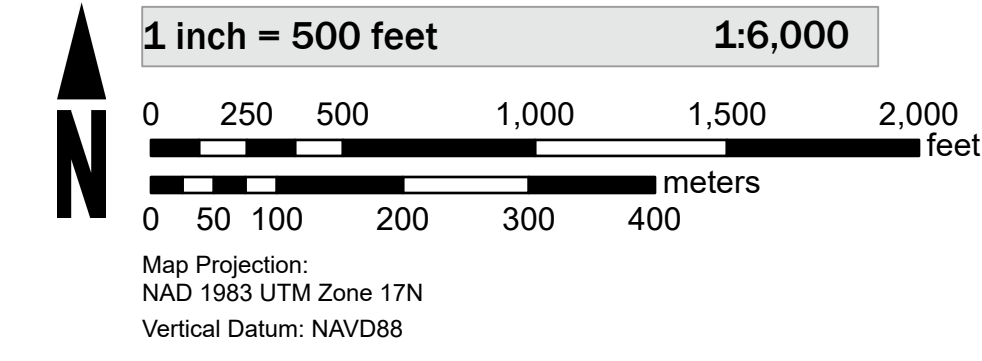 1 inch = 500 feet 1:6,000
0 250 500 1,000 1,500 2,000
feet
meters
0 50 100 200 300 400
N
Map Projection:
NAD 1983 UTM Zone 17N
Vertical Datum: NAVD88